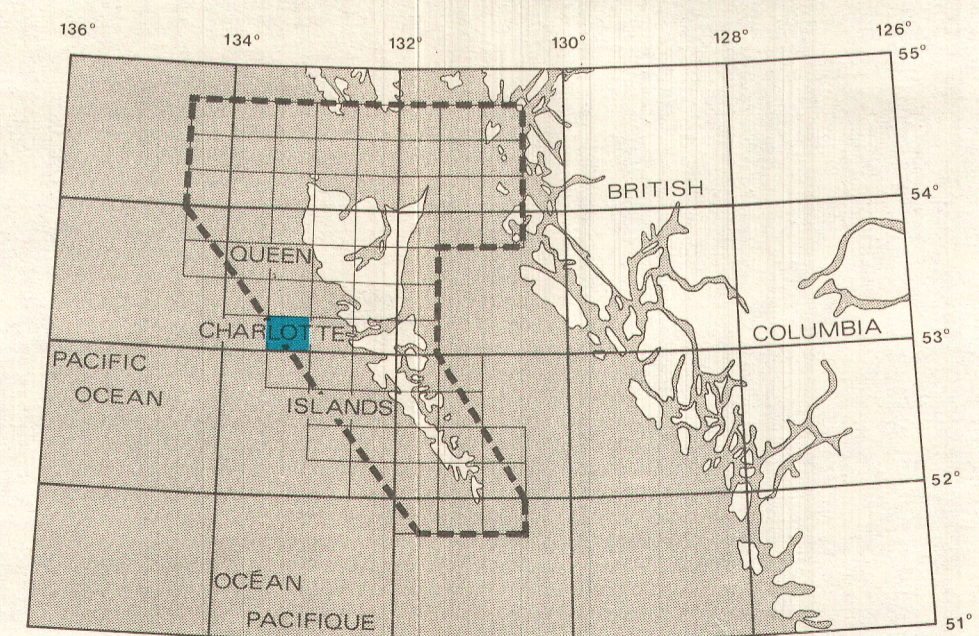 136° 134° 132° 130° 128° 126°
55°
BRITISH
54°
QUEEN
CHARLOTTE
COLUMBIA
53°
PACIFIC
OCEAN
ISLANDS
52°
OCÉAN
PACIFIQUE
51°